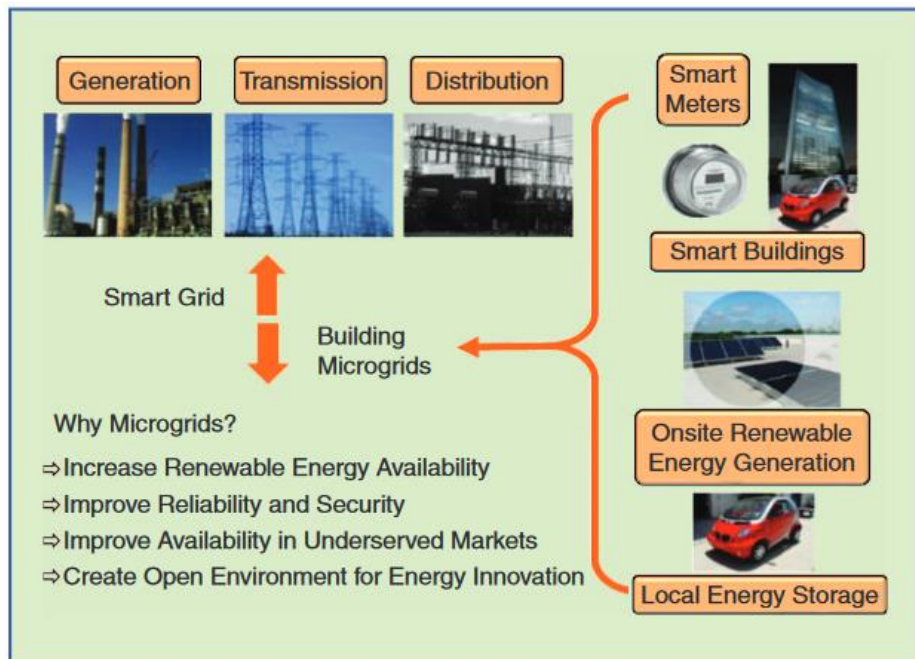 Generation
Transmission
Distribution
Smart
Meters
Smart Buildings
Smart Grid
Building
Microgrids
Why Microgrids?
⇨Increase Renewable Energy Availability
⇨Improve Reliability and Security
⇨Improve Availability in Underserved Markets
⇨Create Open Environment for Energy Innovation
Onsite Renewable
Energy Generation
Local Energy Storage